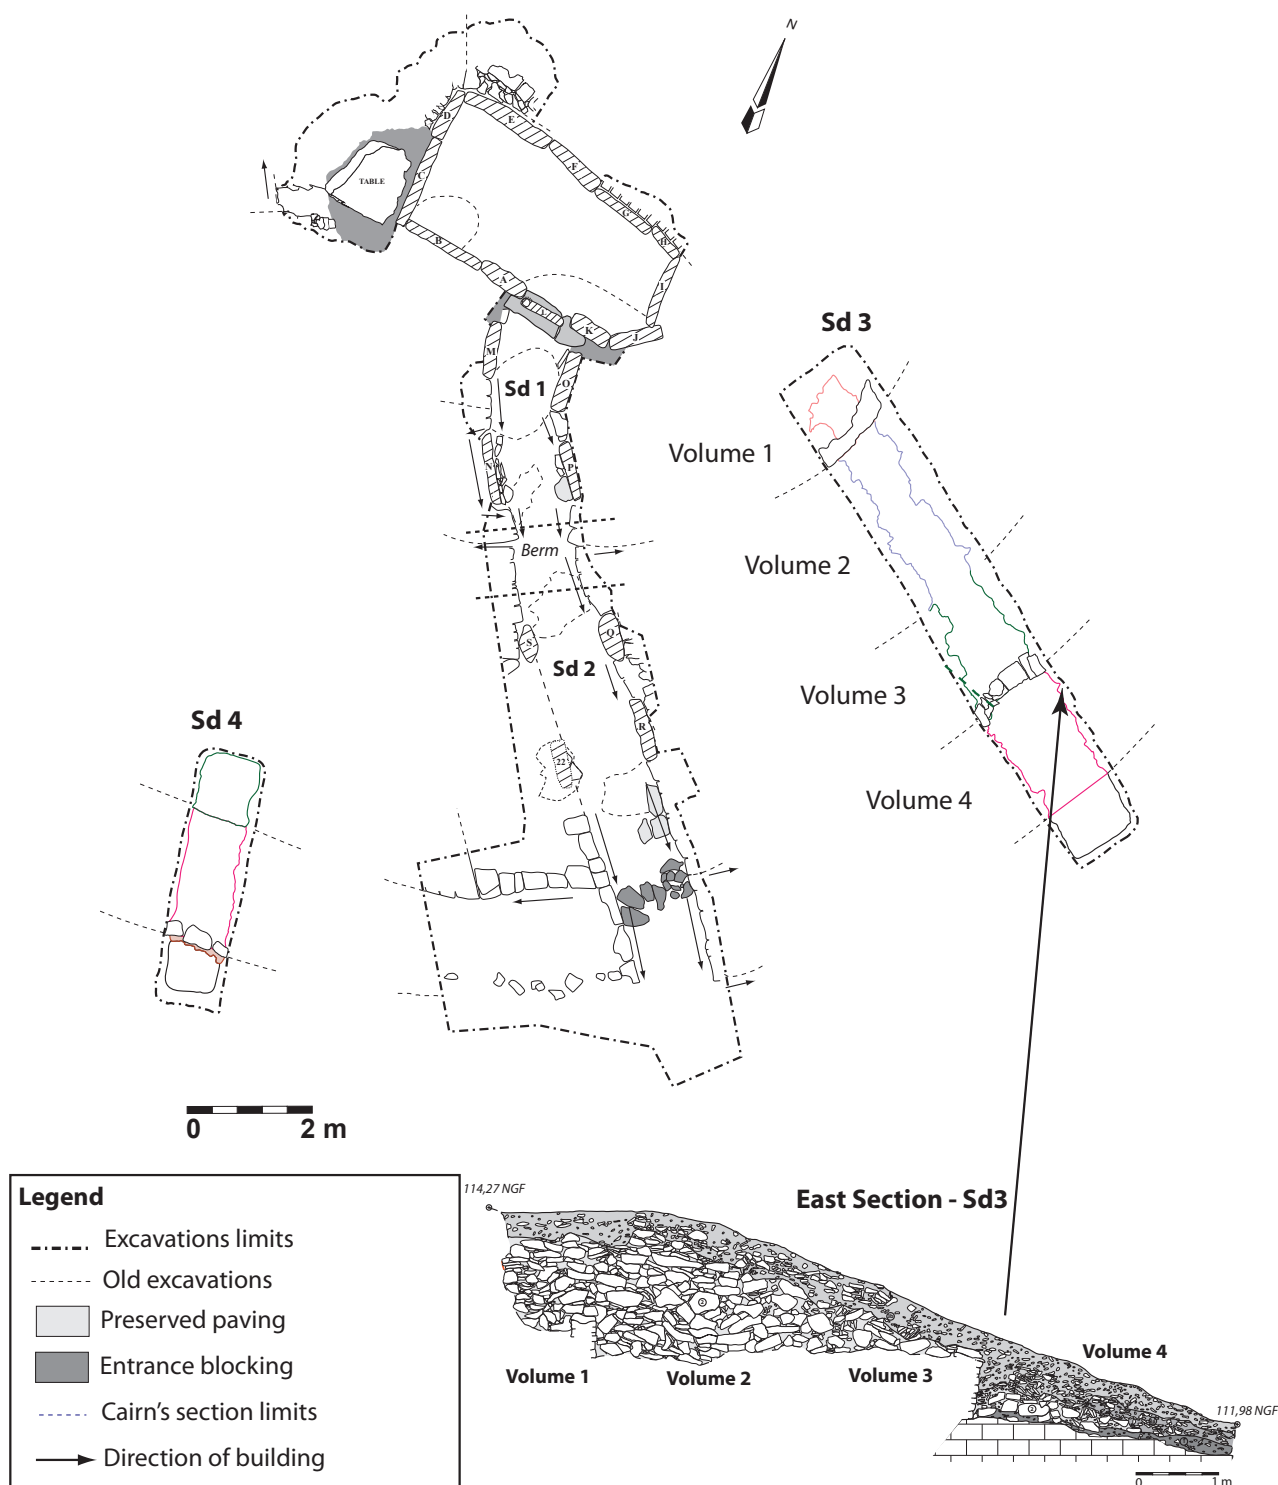 N
D
E
TABLE
C
F
G
B
H
A
I
K
J
Sd 3
M
O
Sd 1
Volume 1
N
P
Berm
Volume 2
S
Q
Sd 2
Volume 3
Sd 4
R
22
Volume 4
0 2 m
Legend
Excavations limits
Old excavations
Preserved paving
Entrance blocking
Cairn's section limits
Direction of building
114,27 NGF
East Section - Sd3
2
Volume 1
Volume 2
Volume 3
Volume 4
2
111,98 NGF
0 1 m